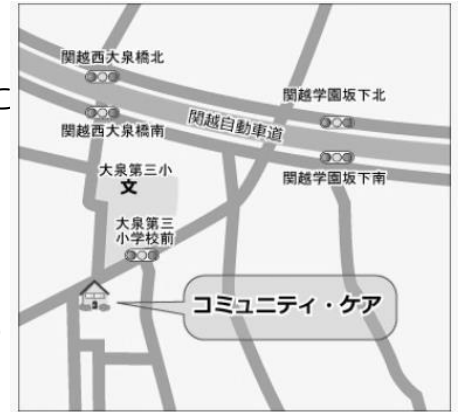 関越西大泉橋北
関越学園坂下北
関越自動車道
関越西大泉橋南
関越学園坂下南
大泉第三小
文
大泉第三
小学校前
コミュニティ・ケア